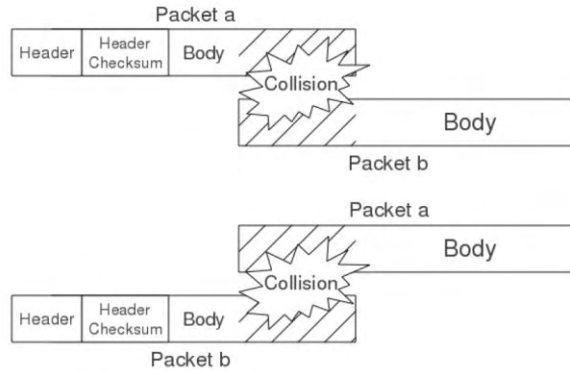 Packet a
Header
Header
Checksum
Body
Collision
Body
Packet b
Packet a
Body
Collision
Header
Header
Checksum
Body
Packet b